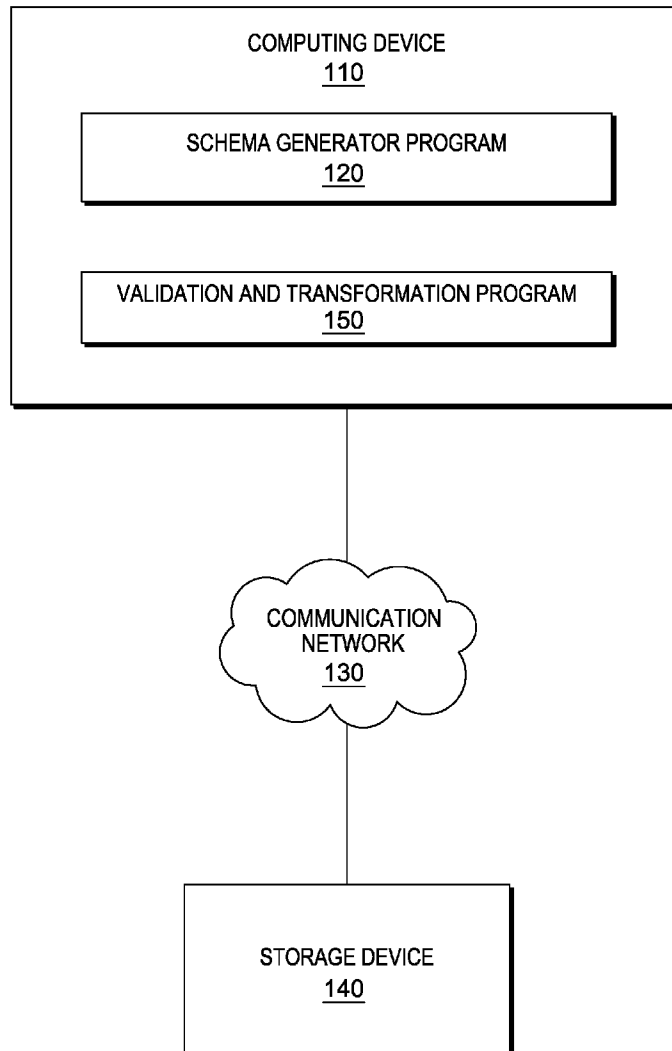 COMPUTING DEVICE
110
SCHEMA GENERATOR PROGRAM
120
VALIDATION AND TRANSFORMATION PROGRAM
150
COMMUNICATION
NETWORK
130
STORAGE DEVICE
140